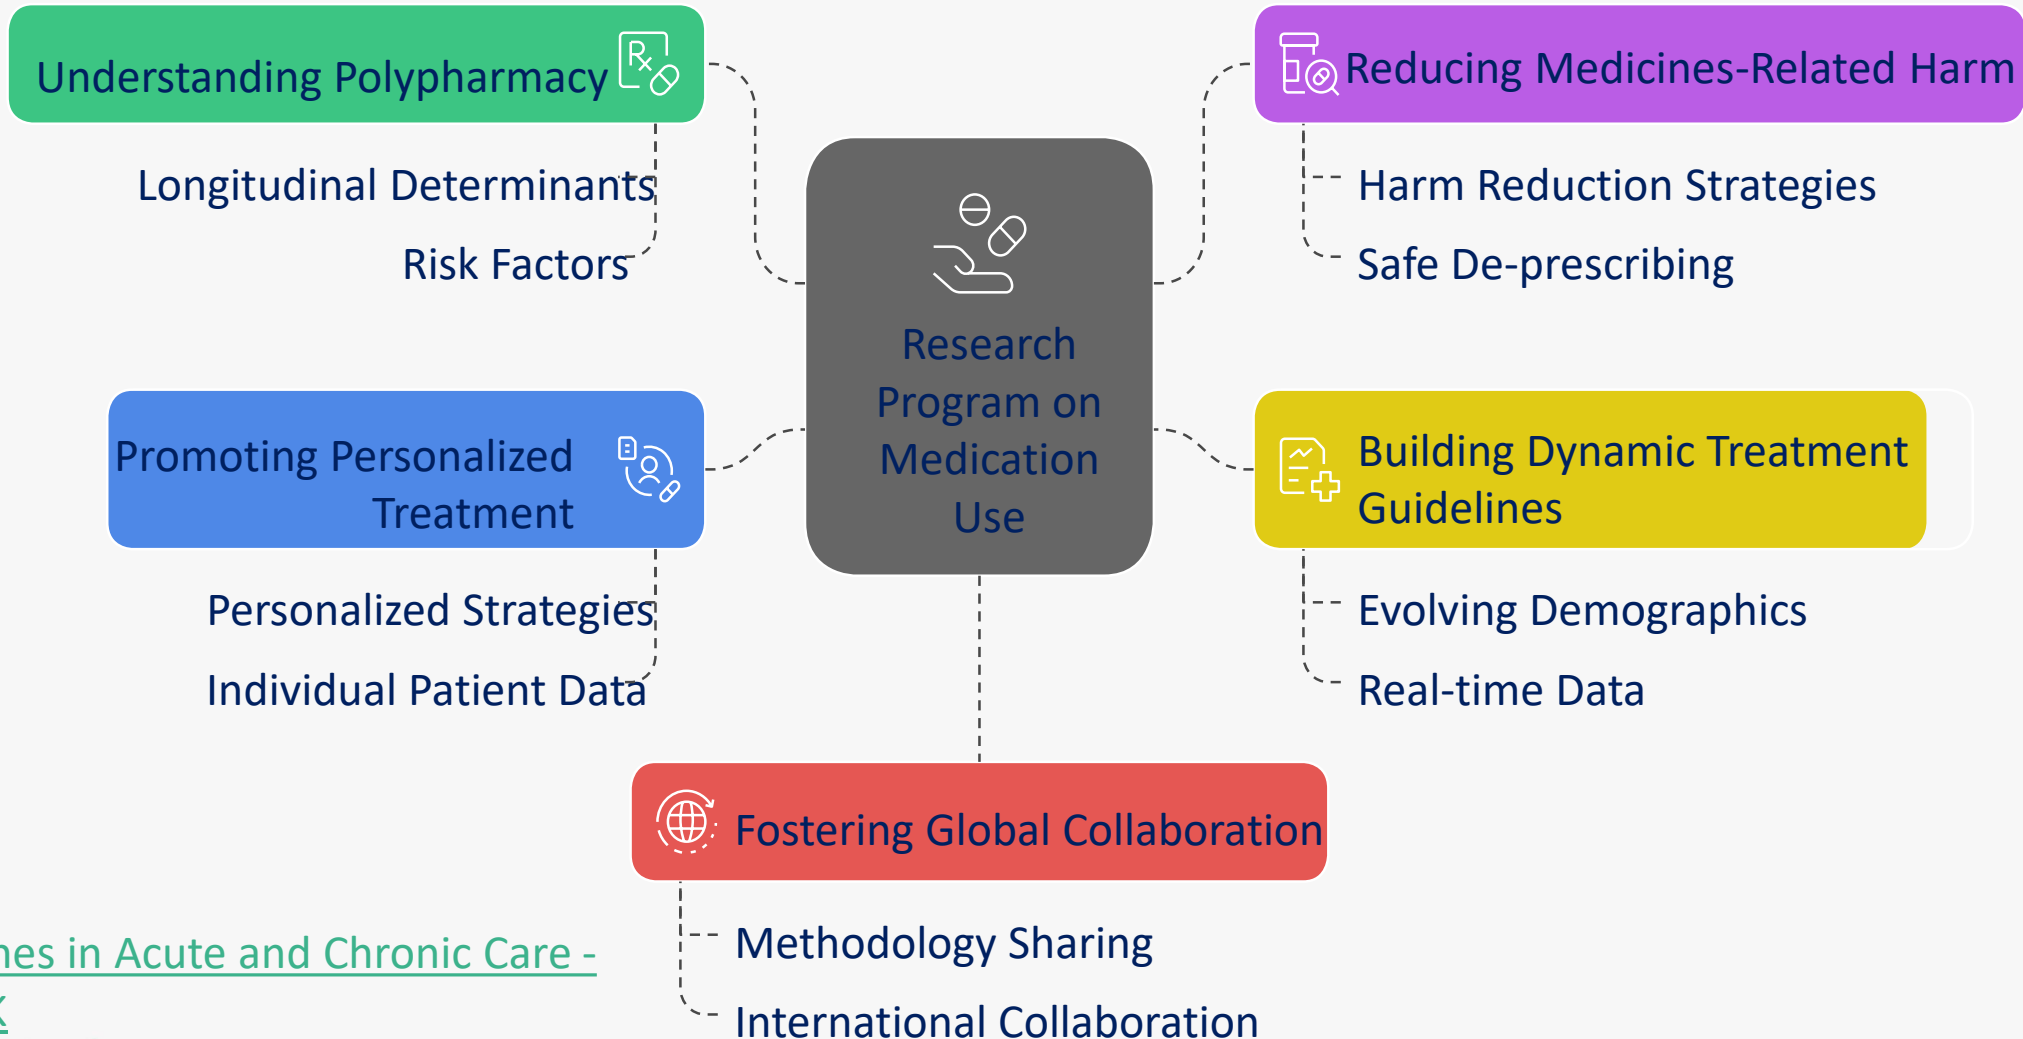 Understanding Polypharmacy
Longitudinal Determinants
Risk Factors
Reducing Medicines-Related Harm
Harm Reduction Strategies
Safe De-prescribing
Research
Program on
Medication
Use
Promoting Personalized
Treatment
Personalized Strategies
Individual Patient Data
Building Dynamic Treatment
Guidelines
Evolving Demographics
Real-time Data
Fostering Global Collaboration
Methodology Sharing
International Collaboration
in Acute and Chronic Care -